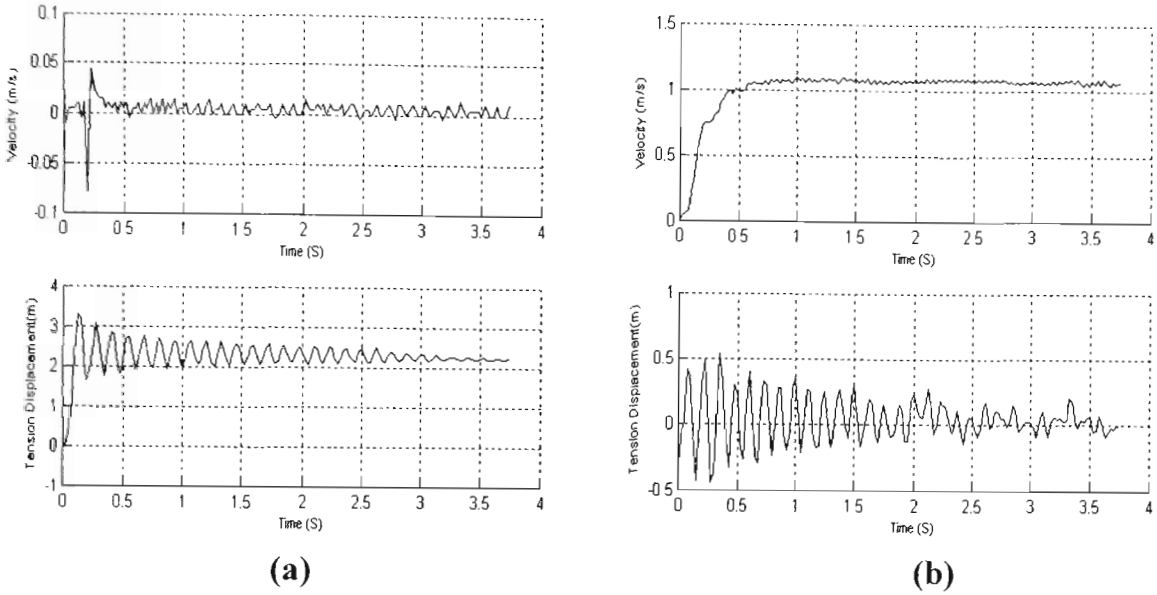 0.1
0.05
0
-0.05
-0.1
Velocity (m/s)
0 0.5 1 1.5 2 2.5 3 3.5 4
Time (S)
4
3
2
1
0
-1
Tension Displacement(m)
0 0.5 1 1.5 2 2.5 3 3.5 4
Time (S)
(a)
1.5
1
0.5
0
Velocity (m/s)
0 0.5 1 1.5 2 2.5 3 3.5 4
Time (S)
1
0.5
0
-0.5
Tension Displacement(m)
0 0.5 1 1.5 2 2.5 3 3.5 4
Time (S)
(b)